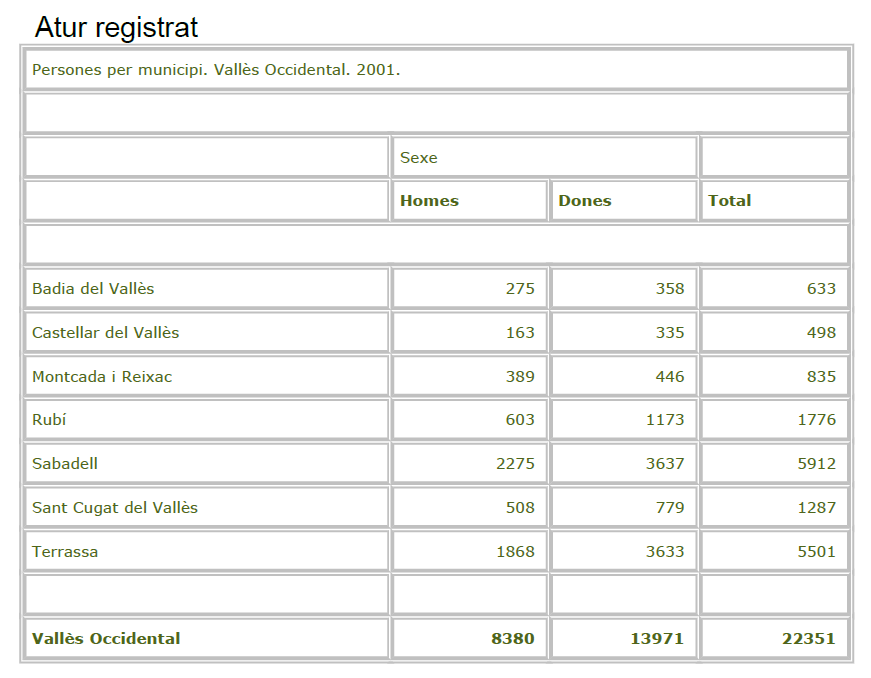 Atur registrat
Persones per municipi. Vallès Occidental. 2001.
Sexe
Homes Dones Total
Badia del Vallès 275 358 633
Castellar del Vallès 163 335 498
Montcada i Reixac 389 446 835
Rubí 603 1173 1776
Sabadell 2275 3637 5912
Sant Cugat del Vallès 508 779 1287
Terrassa 1868 3633 5501
Vallès Occidental 8380 13971 22351